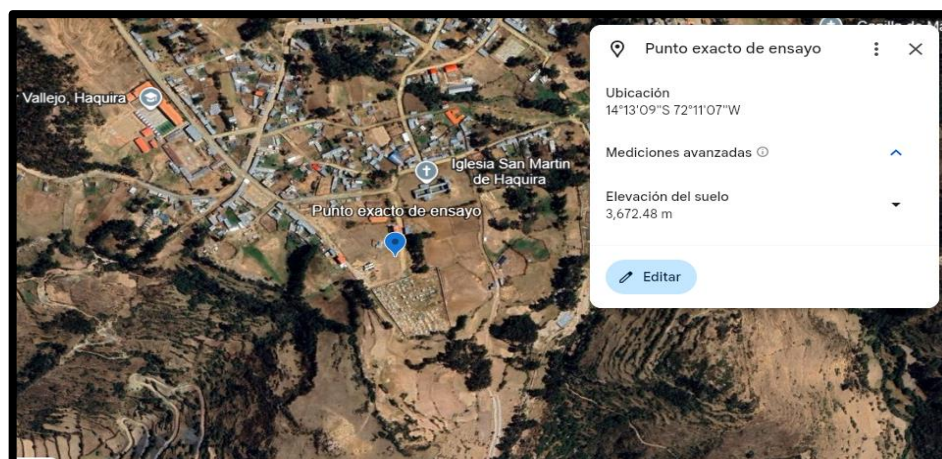 Vallejo, Haquira
Iglesia San Martin
de Haquira
Punto exacto de ensayo
Punto exacto de ensayo
Ubicación
14°13'09"S 72°11'07"W
Mediciones avanzadas
Elevación del suelo
3,672.48 m
Editar